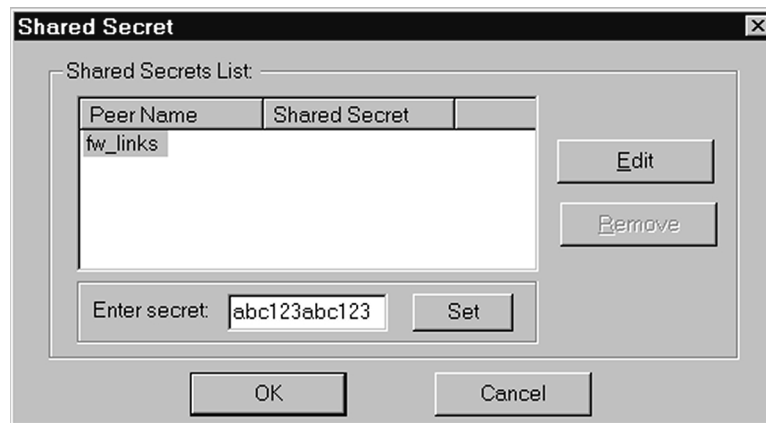 Shared Secret
Shared Secrets List:
Peer Name Shared Secret
fw_links
Edit
Remove
Enter secret: abc123abc123 Set
OK Cancel